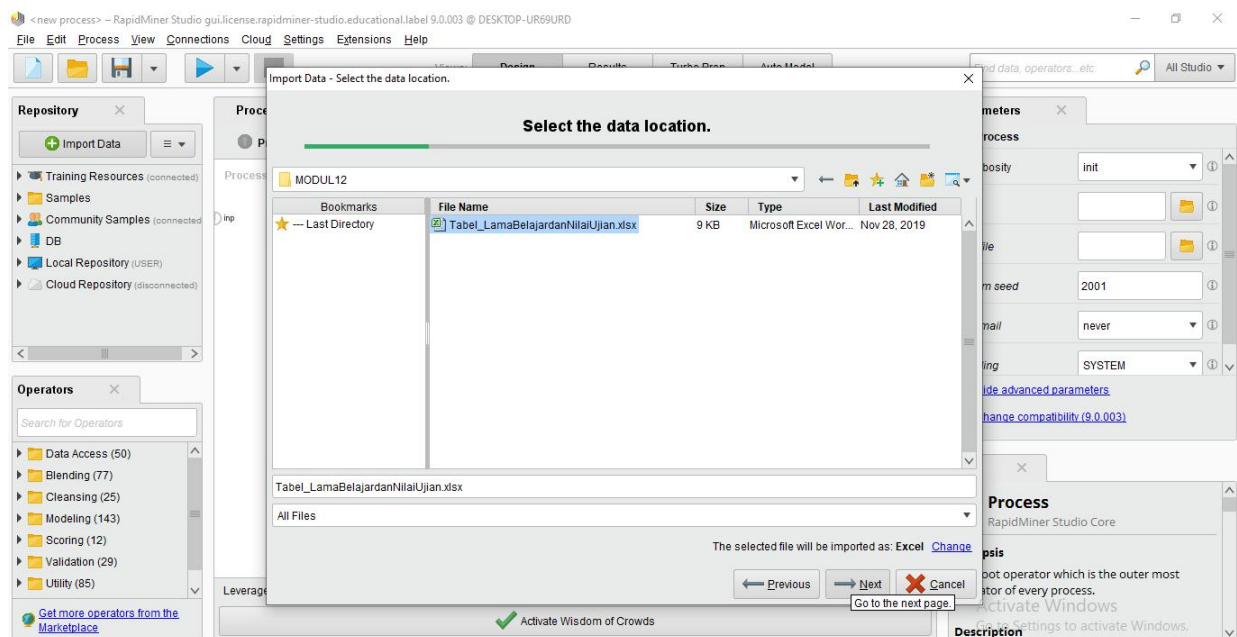 <new process> – RapidMiner Studio gui.license.rapidminer-studio.educational.label 9.0.003 @ DESKTOP-UR69URD
File Edit Process View Connections Cloud Settings Extensions Help
Design Results Turbo Prep Auto Model
Find data, operators...etc All Studio
Repository
Import Data
Training Resources (connected)
Samples
Community Samples (connected
DB
Local Repository (USER)
Cloud Repository (disconnected)
Operators
Search for Operators
Data Access (50)
Blending (77)
Cleansing (25)
Modeling (143)
Scoring (12)
Validation (29)
Utility (85)
Get more operators from the
Marketplace
Proce
P
Process
inp
Leverage
Import Data - Select the data location.
Select the data location.
MODUL12
Bookmarks File Name Size Type Last Modified
--- Last Directory Tabel_LamaBelajardanNilaiUjian.xlsx 9 KB Microsoft Excel Wor... Nov 28, 2019
Tabel_LamaBelajardanNilaiUjian.xlsx
All Files
The selected file will be imported as: Excel Change
Previous Next Cancel
Go to the next page.
Activate Wisdom of Crowds
meters
rocess
bosity init
ile
m seed 2001
mail never
ling SYSTEM
ide advanced parameters
hange compatibility (9.0.003)
Process
RapidMiner Studio Core
psis
oot operator which is the outer most
ator of every process.
Activate Windows
Go to Settings to activate Windows.
Description